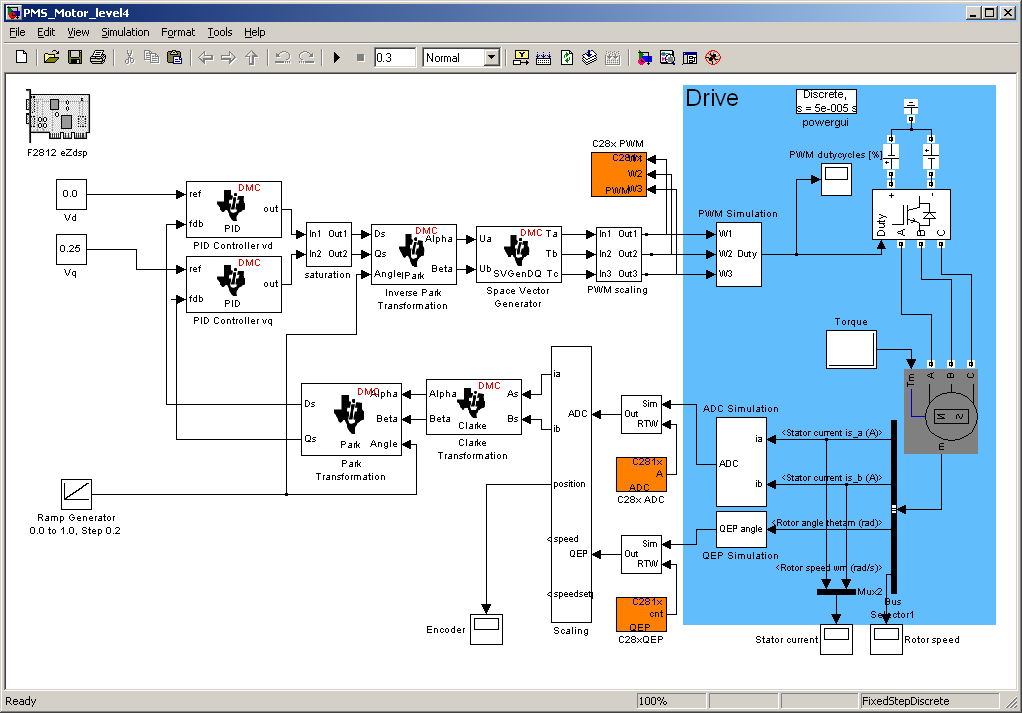 PMS_Motor_level4
File Edit View Simulation Format Tools Help
0.3 Normal
Drive
Discrete,
s = 5e-005 s
powergui
F2812 eZdsp
C28x PWM
C281x
W1
W2
W3
PWM
PWM dutycycles [%]
0.0
Vd
ref
fdb
DMC
out
PID
PID Controller vd
0.25
Vq
ref
fdb
DMC
out
PID
PID Controller vq
In1 Out1
In2 Out2
saturation
Ds
Qs
Angle
DMC
Alpha
Beta
IPark
Inverse Park
Transformation
Ua
Ub
DMC
Ta
Tb
Tc
SVGenDQ
Space Vector
Generator
In1 Out1
In2 Out2
In3 Out3
PWM scaling
PWM Simulation
W1
W2 Duty
W3
+
-
Duty
A
B
C
Torque
Tm
A
B
C
M
2
m
Ds
Qs
DMC
Alpha
Beta
Angle
Park
Park
Transformation
Alpha
Beta
DMC
As
Bs
Clarke
Clarke
Transformation
ia
ib
ADC
position
speed
QEP
speedsetq
Scaling
Sim
Out
RTW
C281x
A
ADC
C28x ADC
ADC Simulation
ia
ADC
ib
<Stator current is_a (A)>
<Stator current is_b (A)>
QEP angle
QEP Simulation
<Rotor angle thetam (rad)>
<Rotor speed wm (rad/s)>
Sim
Out
RTW
C281x
cnt
QEP
C28xQEP
Mux2
Bus
Selector1
Ramp Generator
0.0 to 1.0, Step 0.2
Encoder
Stator current
Rotor speed
Ready 100% FixedStepDiscrete